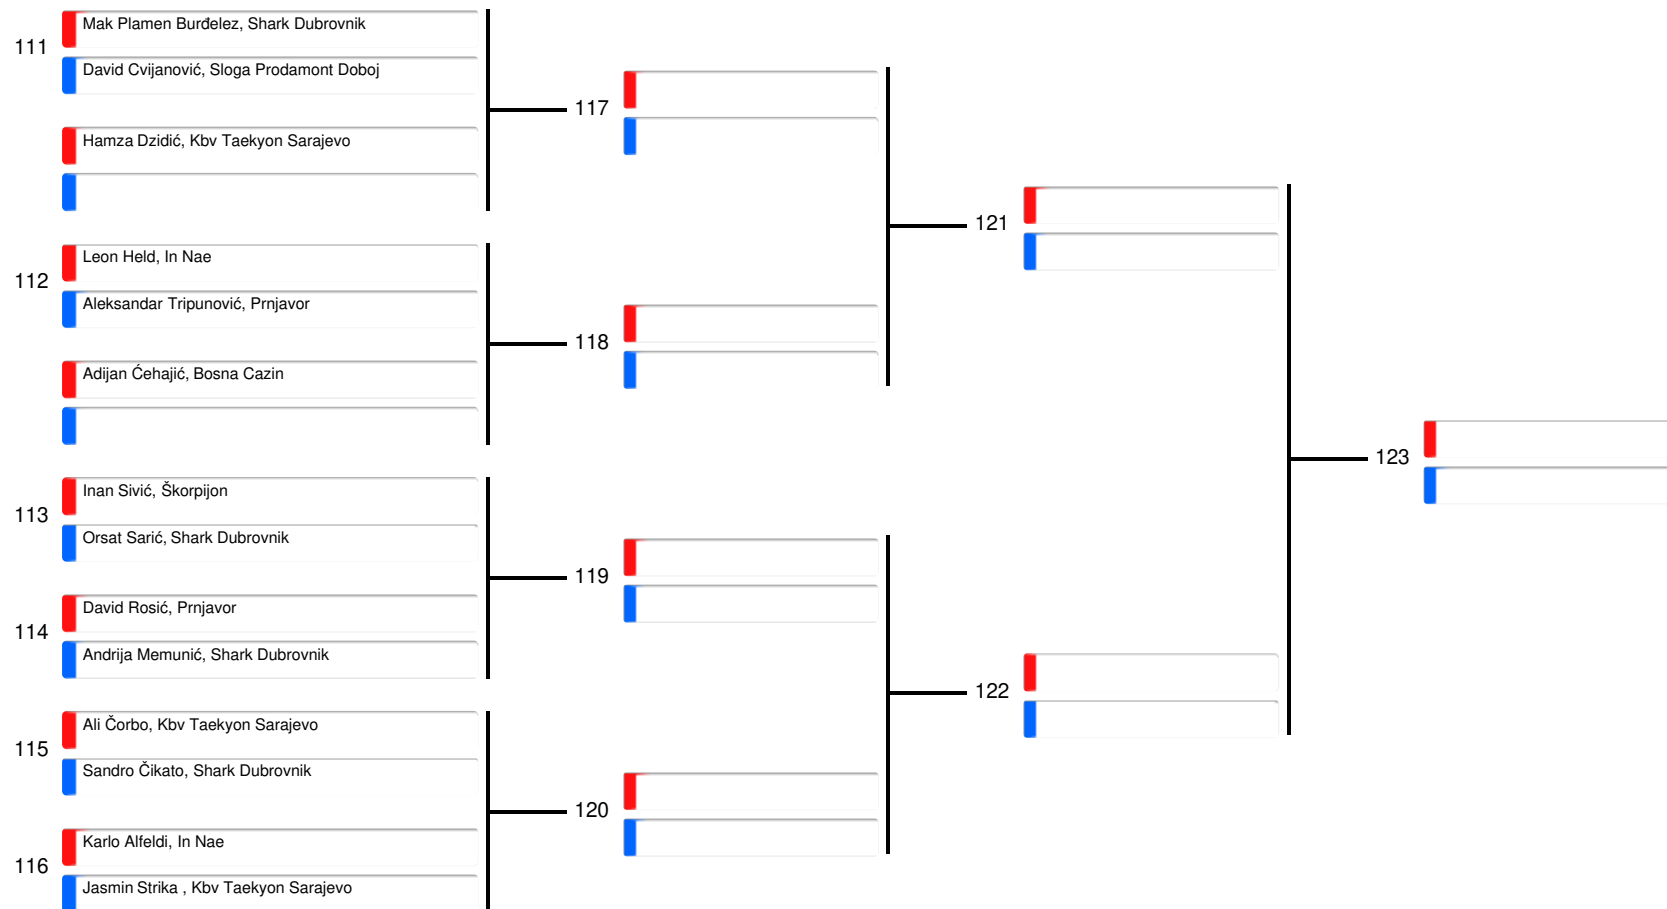 111
Mak Plamen Burđelez, Shark Dubrovnik
David Cvijanović, Sloga Prodamont Doboj
Hamza Dzidić, Kbv Taekyon Sarajevo
112
Leon Held, In Nae
Aleksandar Tripunović, Prnjavor
Adijan Ćehajić, Bosna Cazin
113
Inan Sivić, Škorpijon
Orsat Sarić, Shark Dubrovnik
114
David Rosić, Prnjavor
Andrija Memunić, Shark Dubrovnik
115
Ali Čorbo, Kbv Taekyon Sarajevo
Sandro Čikato, Shark Dubrovnik
116
Karlo Alfeldi, In Nae
Jasmin Strika , Kbv Taekyon Sarajevo
117
118
119
120
121
122
123